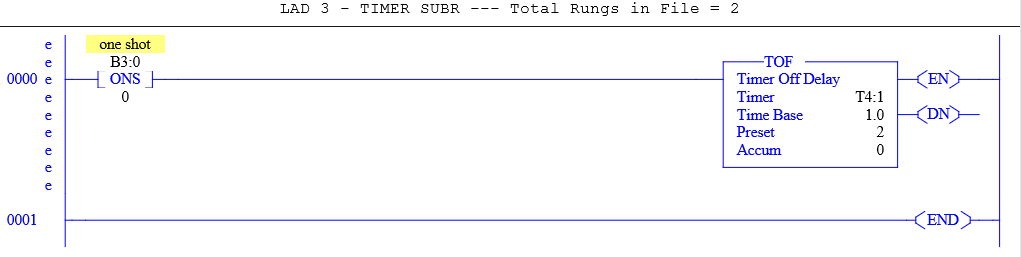 LAD 3 - TIMER SUBR --- Total Rungs in File = 2
e
one shot
e
B3:0
TOF
0000 e
ONS
Timer Off Delay
EN
e
0
Timer T4:1
e
Time Base 1.0
DN
e
Preset 2
e
Accum 0
e
e
0001
END